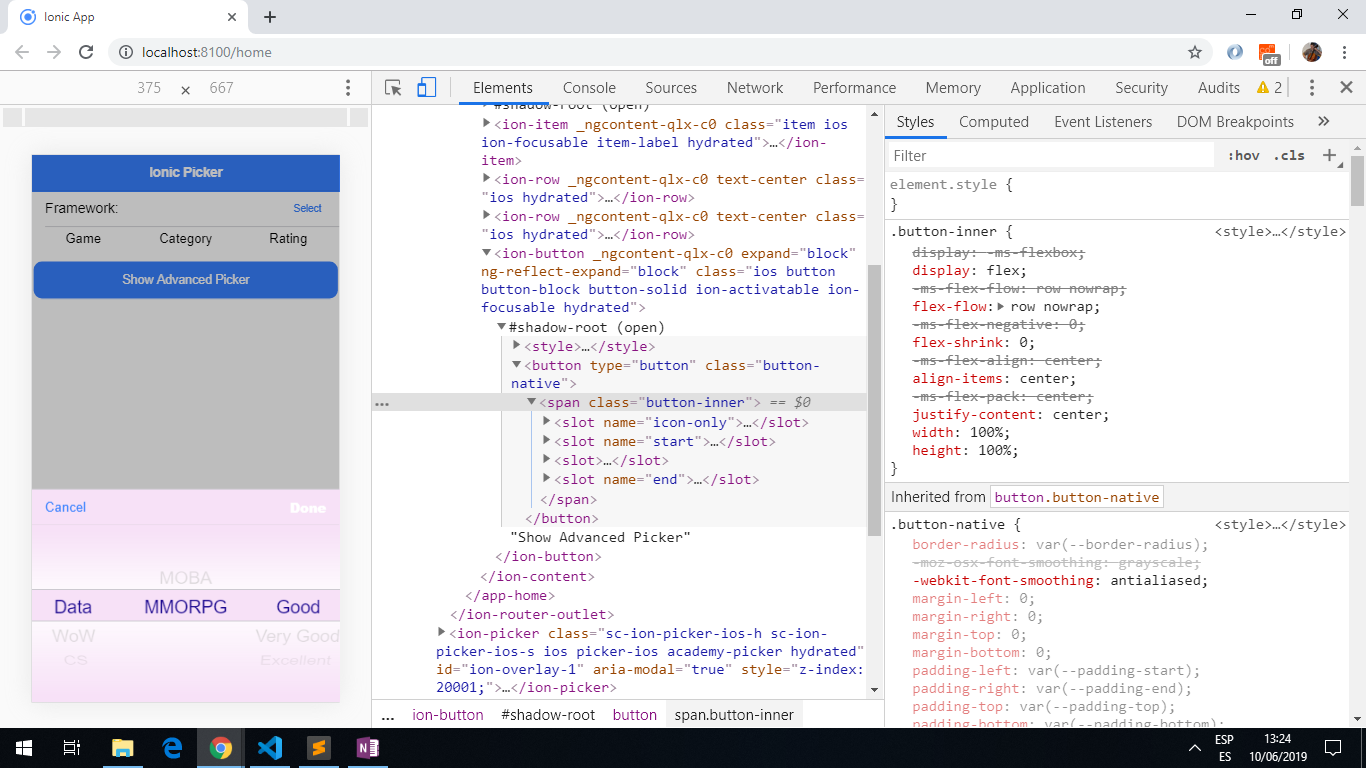 Ionic App
localhost:8100/home
off
375 × 667
Elements Console Sources Network Performance Memory Application Security Audits 2
Ionic Picker
Framework: Select
Game Category Rating
Show Advanced Picker
Cancel Done
MOBA
Data MMORPG Good
WoW Very Good
CS Excellent
#shadow-root (open)
<ion-item _ngcontent-qlx-c0 class="item ios
ion-focusable item-label hydrated">…</ion-
item>
<ion-row _ngcontent-qlx-c0 text-center class=
"ios hydrated">…</ion-row>
<ion-row _ngcontent-qlx-c0 text-center class=
"ios hydrated">…</ion-row>
<ion-button _ngcontent-qlx-c0 expand="block"
ng-reflect-expand="block" class="ios button
button-block button-solid ion-activatable ion-
focusable hydrated">
#shadow-root (open)
<style>…</style>
<button type="button" class="button-
native">
… <span class="button-inner"> == $0
<slot name="icon-only">…</slot>
<slot name="start">…</slot>
<slot>…</slot>
<slot name="end">…</slot>
</span>
</button>
"Show Advanced Picker"
</ion-button>
</ion-content>
</app-home>
</ion-router-outlet>
<ion-picker class="sc-ion-picker-ios-h sc-ion-
picker-ios-s ios picker-ios academy-picker hydrated"
id="ion-overlay-1" aria-modal="true" style="z-index:
20001;">…</ion-picker>
… ion-button #shadow-root button span.button-inner
Styles Computed Event Listeners DOM Breakpoints »
Filter :hov .cls +
element.style {
}
.button-inner { <style>…</style>
display: -ms-flexbox;
display: flex;
-ms-flex-flow: row nowrap;
flex-flow: row nowrap;
-ms-flex-negative: 0;
flex-shrink: 0;
-ms-flex-align: center;
align-items: center;
-ms-flex-pack: center;
justify-content: center;
width: 100%;
height: 100%;
}
Inherited from button.button-native
.button-native { <style>…</style>
border-radius: var(--border-radius);
-moz-osx-font-smoothing: grayscale;
-webkit-font-smoothing: antialiased;
margin-left: 0;
margin-right: 0;
margin-top: 0;
margin-bottom: 0;
padding-left: var(--padding-start);
padding-right: var(--padding-end);
padding-top: var(--padding-top);
padding-bottom: var(--padding-bottom);
ESP
ES
13:24
10/06/2019